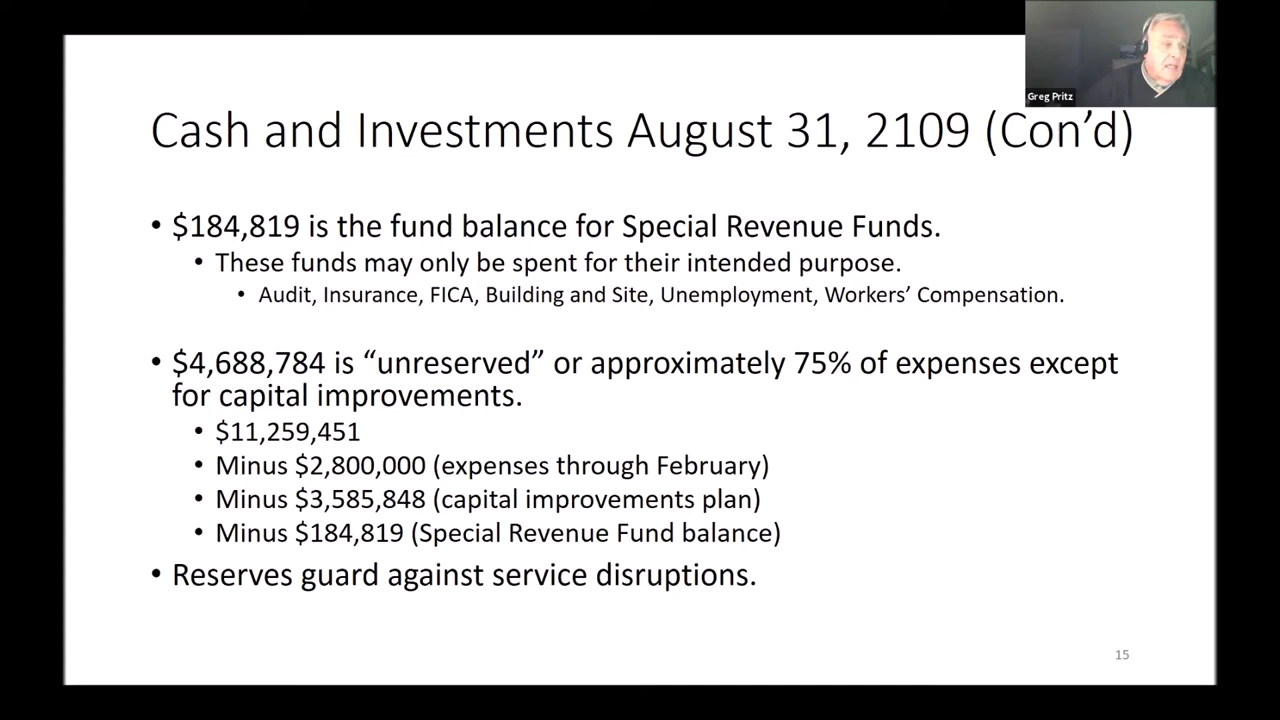 Greg Pritz
Cash and Investments August 31, 2109 (Con’d)
• $184,819 is the fund balance for Special Revenue Funds.
• These funds may only be spent for their intended purpose.
• Audit, Insurance, FICA, Building and Site, Unemployment, Workers’ Compensation.
• $4,688,784 is “unreserved” or approximately 75% of expenses except
for capital improvements.
• $11,259,451
• Minus $2,800,000 (expenses through February)
• Minus $3,585,848 (capital improvements plan)
• Minus $184,819 (Special Revenue Fund balance)
• Reserves guard against service disruptions.
15